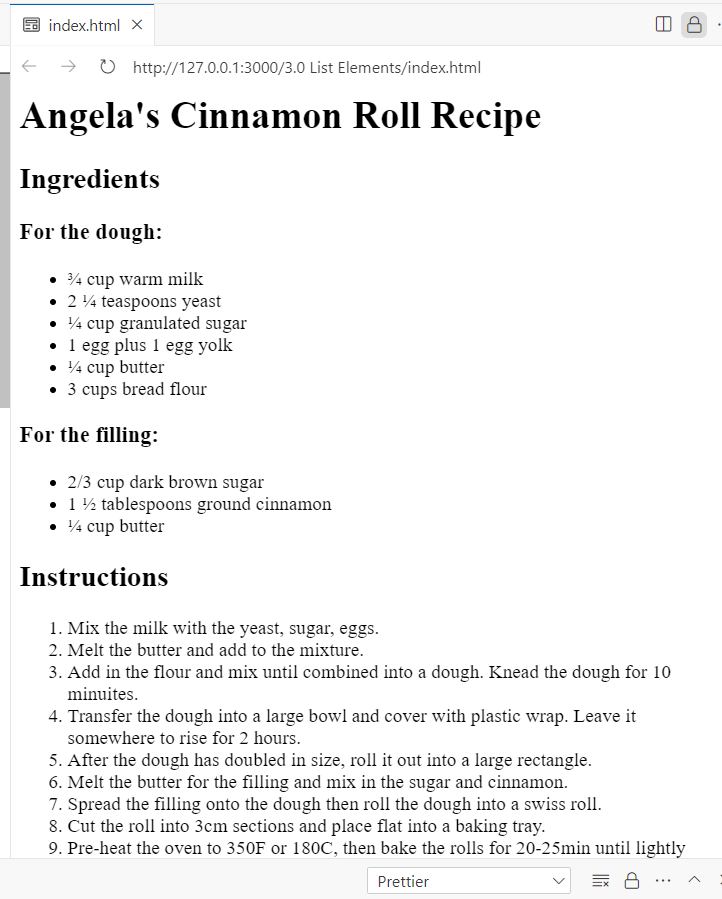 index.html
http://127.0.0.1:3000/3.0 List Elements/index.html
Angela's Cinnamon Roll Recipe
Ingredients
For the dough:
¾ cup warm milk
2 ¼ teaspoons yeast
¼ cup granulated sugar
1 egg plus 1 egg yolk
¼ cup butter
3 cups bread flour
For the filling:
2/3 cup dark brown sugar
1 ½ tablespoons ground cinnamon
¼ cup butter
Instructions
1. Mix the milk with the yeast, sugar, eggs.
2. Melt the butter and add to the mixture.
3. Add in the flour and mix until combined into a dough. Knead the dough for 10
minuites.
4. Transfer the dough into a large bowl and cover with plastic wrap. Leave it
somewhere to rise for 2 hours.
5. After the dough has doubled in size, roll it out into a large rectangle.
6. Melt the butter for the filling and mix in the sugar and cinnamon.
7. Spread the filling onto the dough then roll the dough into a swiss roll.
8. Cut the roll into 3cm sections and place flat into a baking tray.
9. Pre-heat the oven to 350F or 180C, then bake the rolls for 20-25min until lightly
Prettier